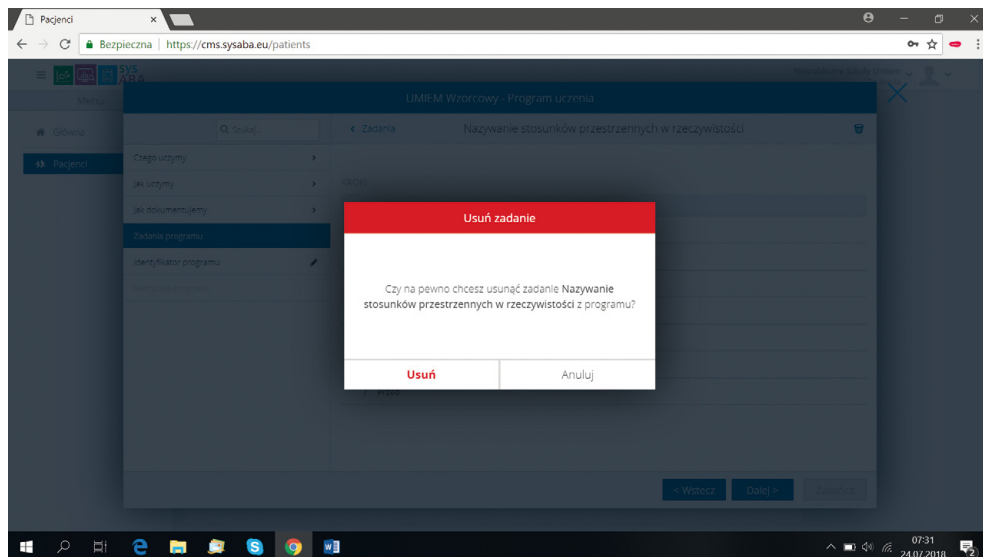 Pacjenci
Bezpieczna | https://cms.sysaba.eu/patients
SYS
ABA
Menu
UMIEM Wzorcowy - Program uczenia
Główna
Szukaj...
Zadania
Nazywanie stosunków przestrzennych w rzeczywistości
Pacjenci
Czego uczymy
Jak uczymy
KROKI
Jak dokumentujemy
Usuń zadanie
Zadania programu
Identyfikator programu
Czy na pewno chcesz usunąć zadanie Nazywanie
stosunków przestrzennych w rzeczywistości z programu?
Usuń
Anuluj
< Wstecz
Dalej >
07:31
24.07.2018